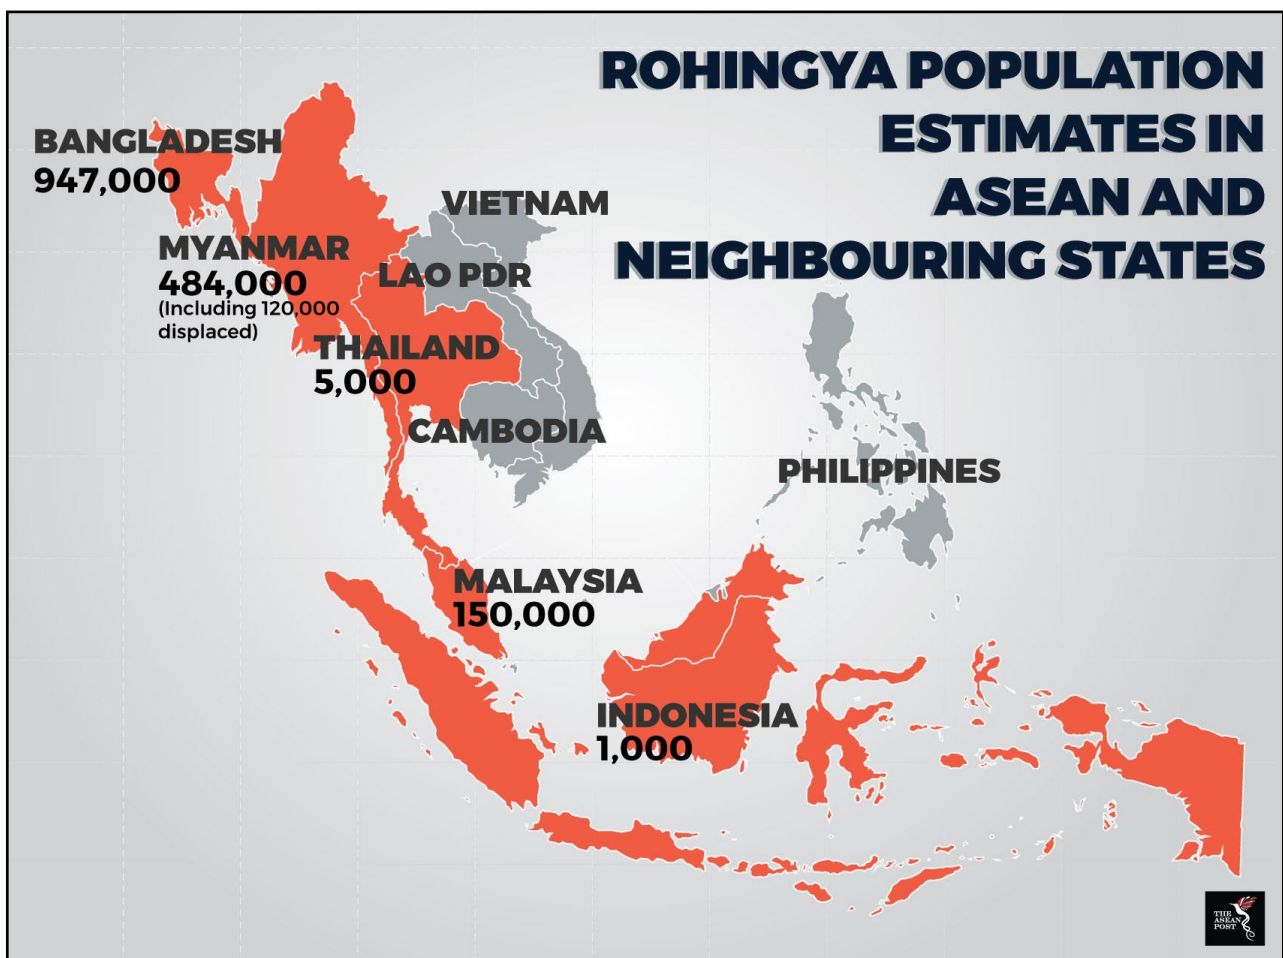 ROHINGYA POPULATION
ESTIMATES IN
ASEAN AND
NEIGHBOURING STATES
BANGLADESH
947,000
VIETNAM
MYANMAR
484,000
(Including 120,000
displaced)
LAO PDR
THAILAND
5,000
CAMBODIA
PHILIPPINES
MALAYSIA
150,000
INDONESIA
1,000
THE
ASEAN
POST